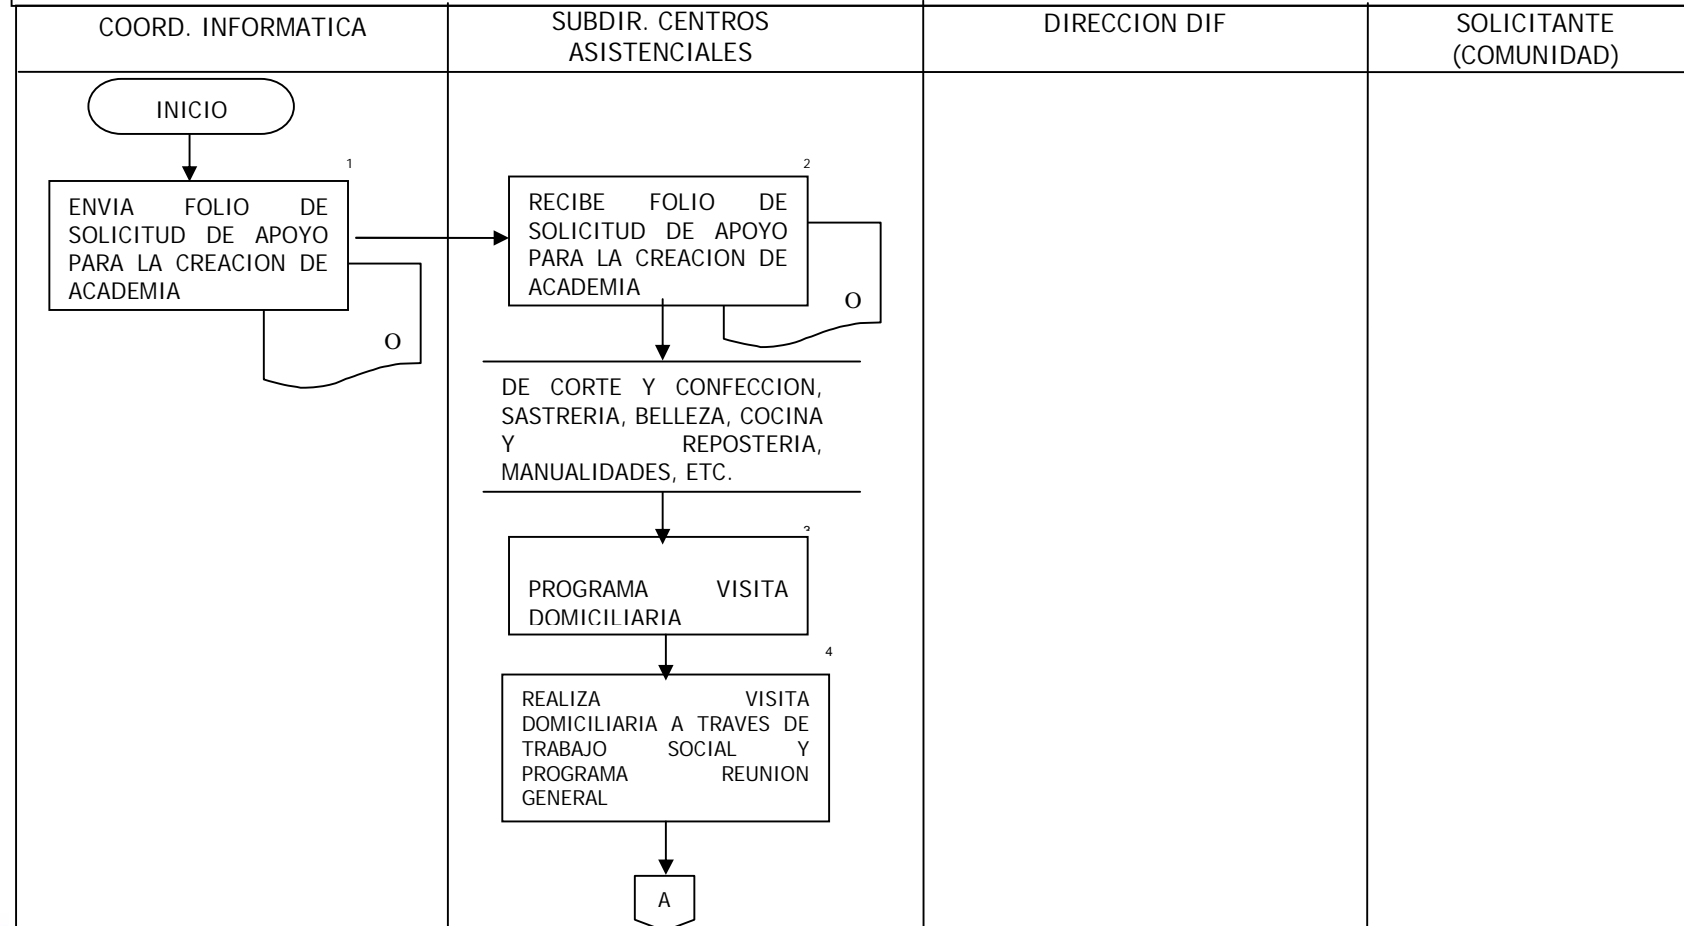 COORD. INFORMATICA
SUBDIR. CENTROS
ASISTENCIALES
DIRECCION DIF
SOLICITANTE
(COMUNIDAD)
INICIO
1
ENVIA FOLIO DE
SOLICITUD DE APOYO
PARA LA CREACION DE
ACADEMIA
O
2
RECIBE FOLIO DE
SOLICITUD DE APOYO
PARA LA CREACION DE
ACADEMIA
O
DE CORTE Y CONFECCION,
SASTRERIA, BELLEZA, COCINA
Y REPOSTERIA,
MANUALIDADES, ETC.
3
PROGRAMA VISITA
DOMICILIARIA
4
REALIZA VISITA
DOMICILIARIA A TRAVES DE
TRABAJO SOCIAL Y
PROGRAMA REUNION
GENERAL
A